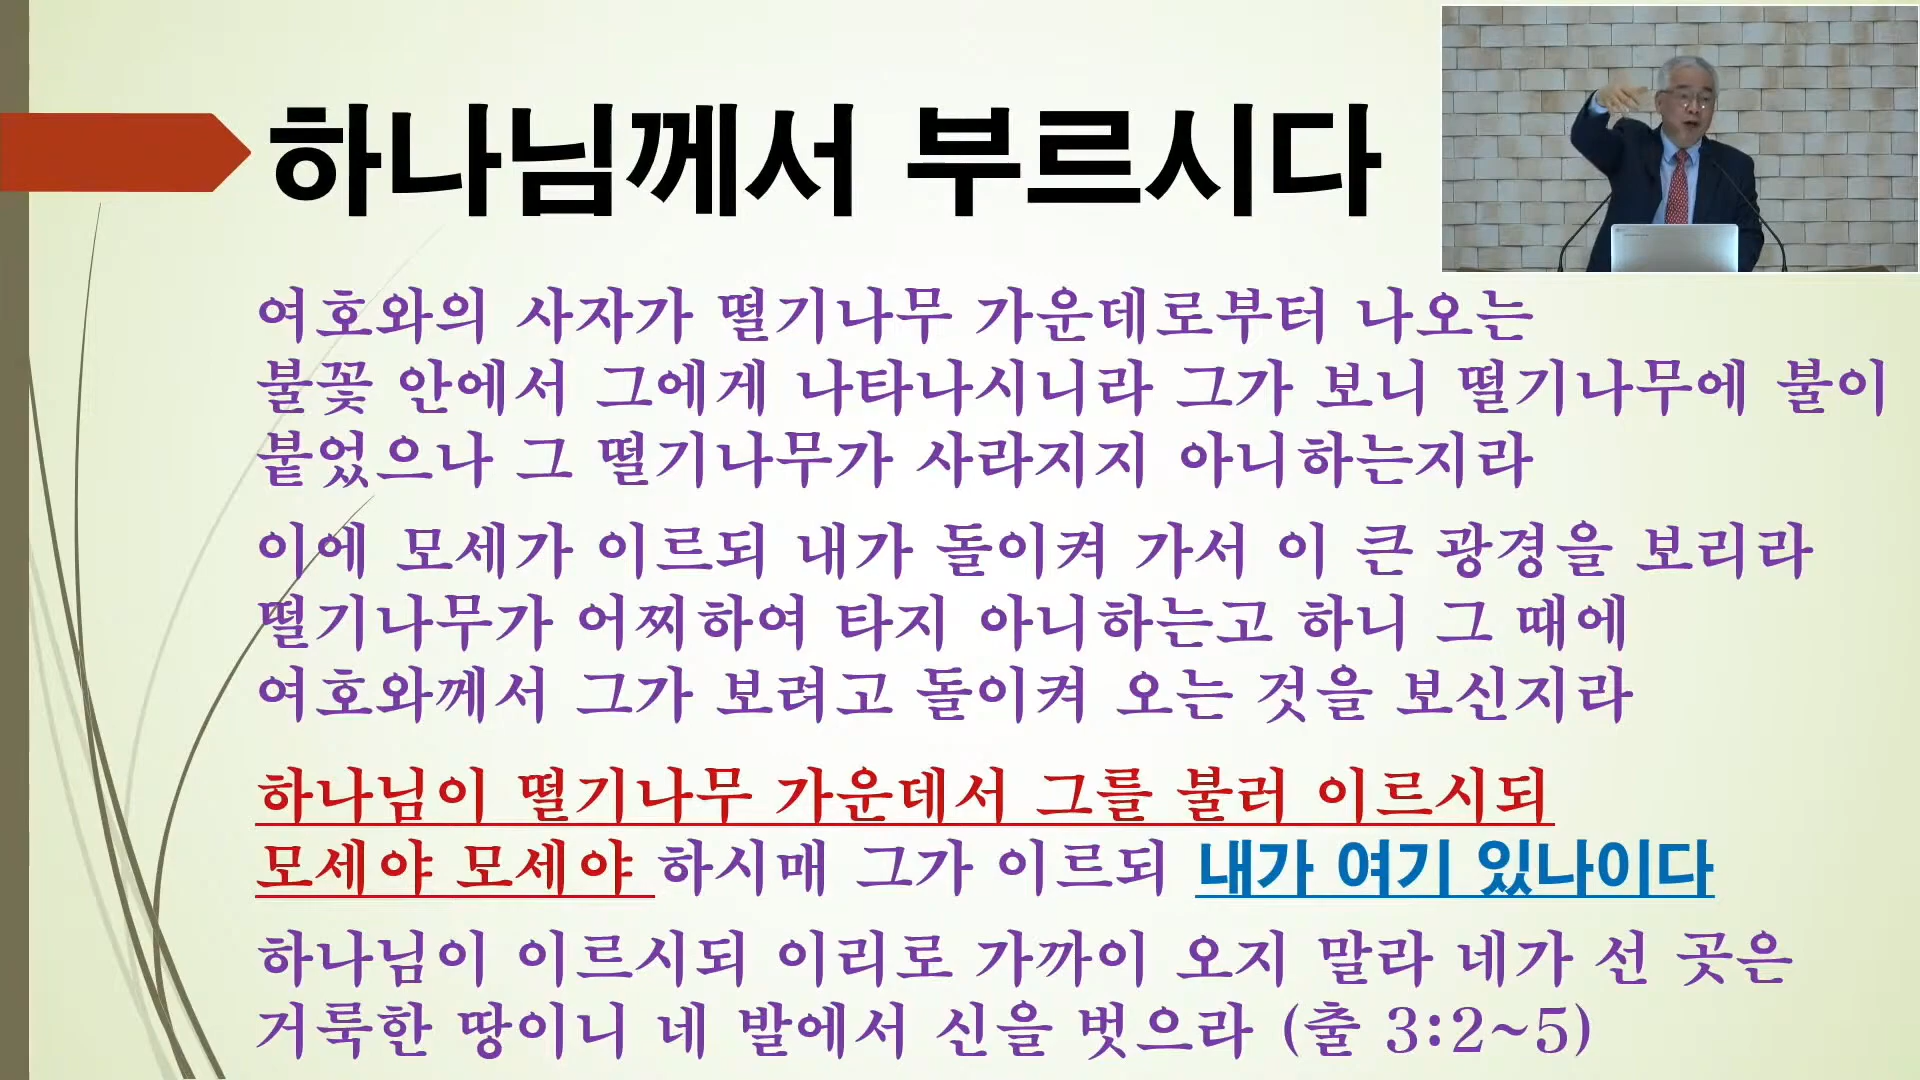 하나님께서 부르시다
여호와의 사자가 떨기나무 가운데로부터 나오는
불꽃 안에서 그에게 나타나시니라 그가 보니 떨기나무에 불이
붙었으나 그 떨기나무가 사라지지 아니하는지라
이에 모세가 이르되 내가 돌이켜 가서 이 큰 광경을 보리라
떨기나무가 어찌하여 타지 아니하는고 하니 그 때에
여호와께서 그가 보려고 돌이켜 오는 것을 보신지라
하나님이 떨기나무 가운데서 그를 불러 이르시되
모세야 모세야 하시매 그가 이르되 내가 여기 있나이다
하나님이 이르시되 이리로 가까이 오지 말라 네가 선 곳은
거룩한 땅이니 네 발에서 신을 벗으라 (출 3:2~5)